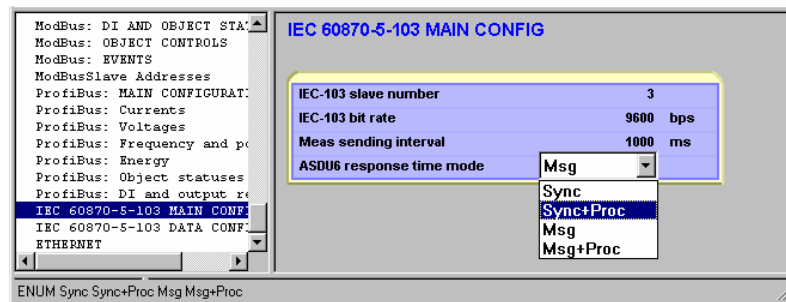 ModBus: DI AND OBJECT STA
ModBus: OBJECT CONTROLS
ModBus: EVENTS
ModBusSlave Addresses
ProfiBus: MAIN CONFIGURATI
ProfiBus: Currents
ProfiBus: Voltages
ProfiBus: Frequency and po
ProfiBus: Energy
ProfiBus: Object statuses
ProfiBus: DI and output re
IEC 60870-5-103 MAIN CONF
IEC 60870-5-103 DATA CONF
ETHERNET
IEC 60870-5-103 MAIN CONFIG
IEC-103 slave number 3
IEC-103 bit rate 9600 bps
Meas sending interval 1000 ms
ASDU6 response time mode Msg
Sync
Sync+Proc
Msg
Msg+Proc
ENUM Sync Sync+Proc Msg Msg+Proc